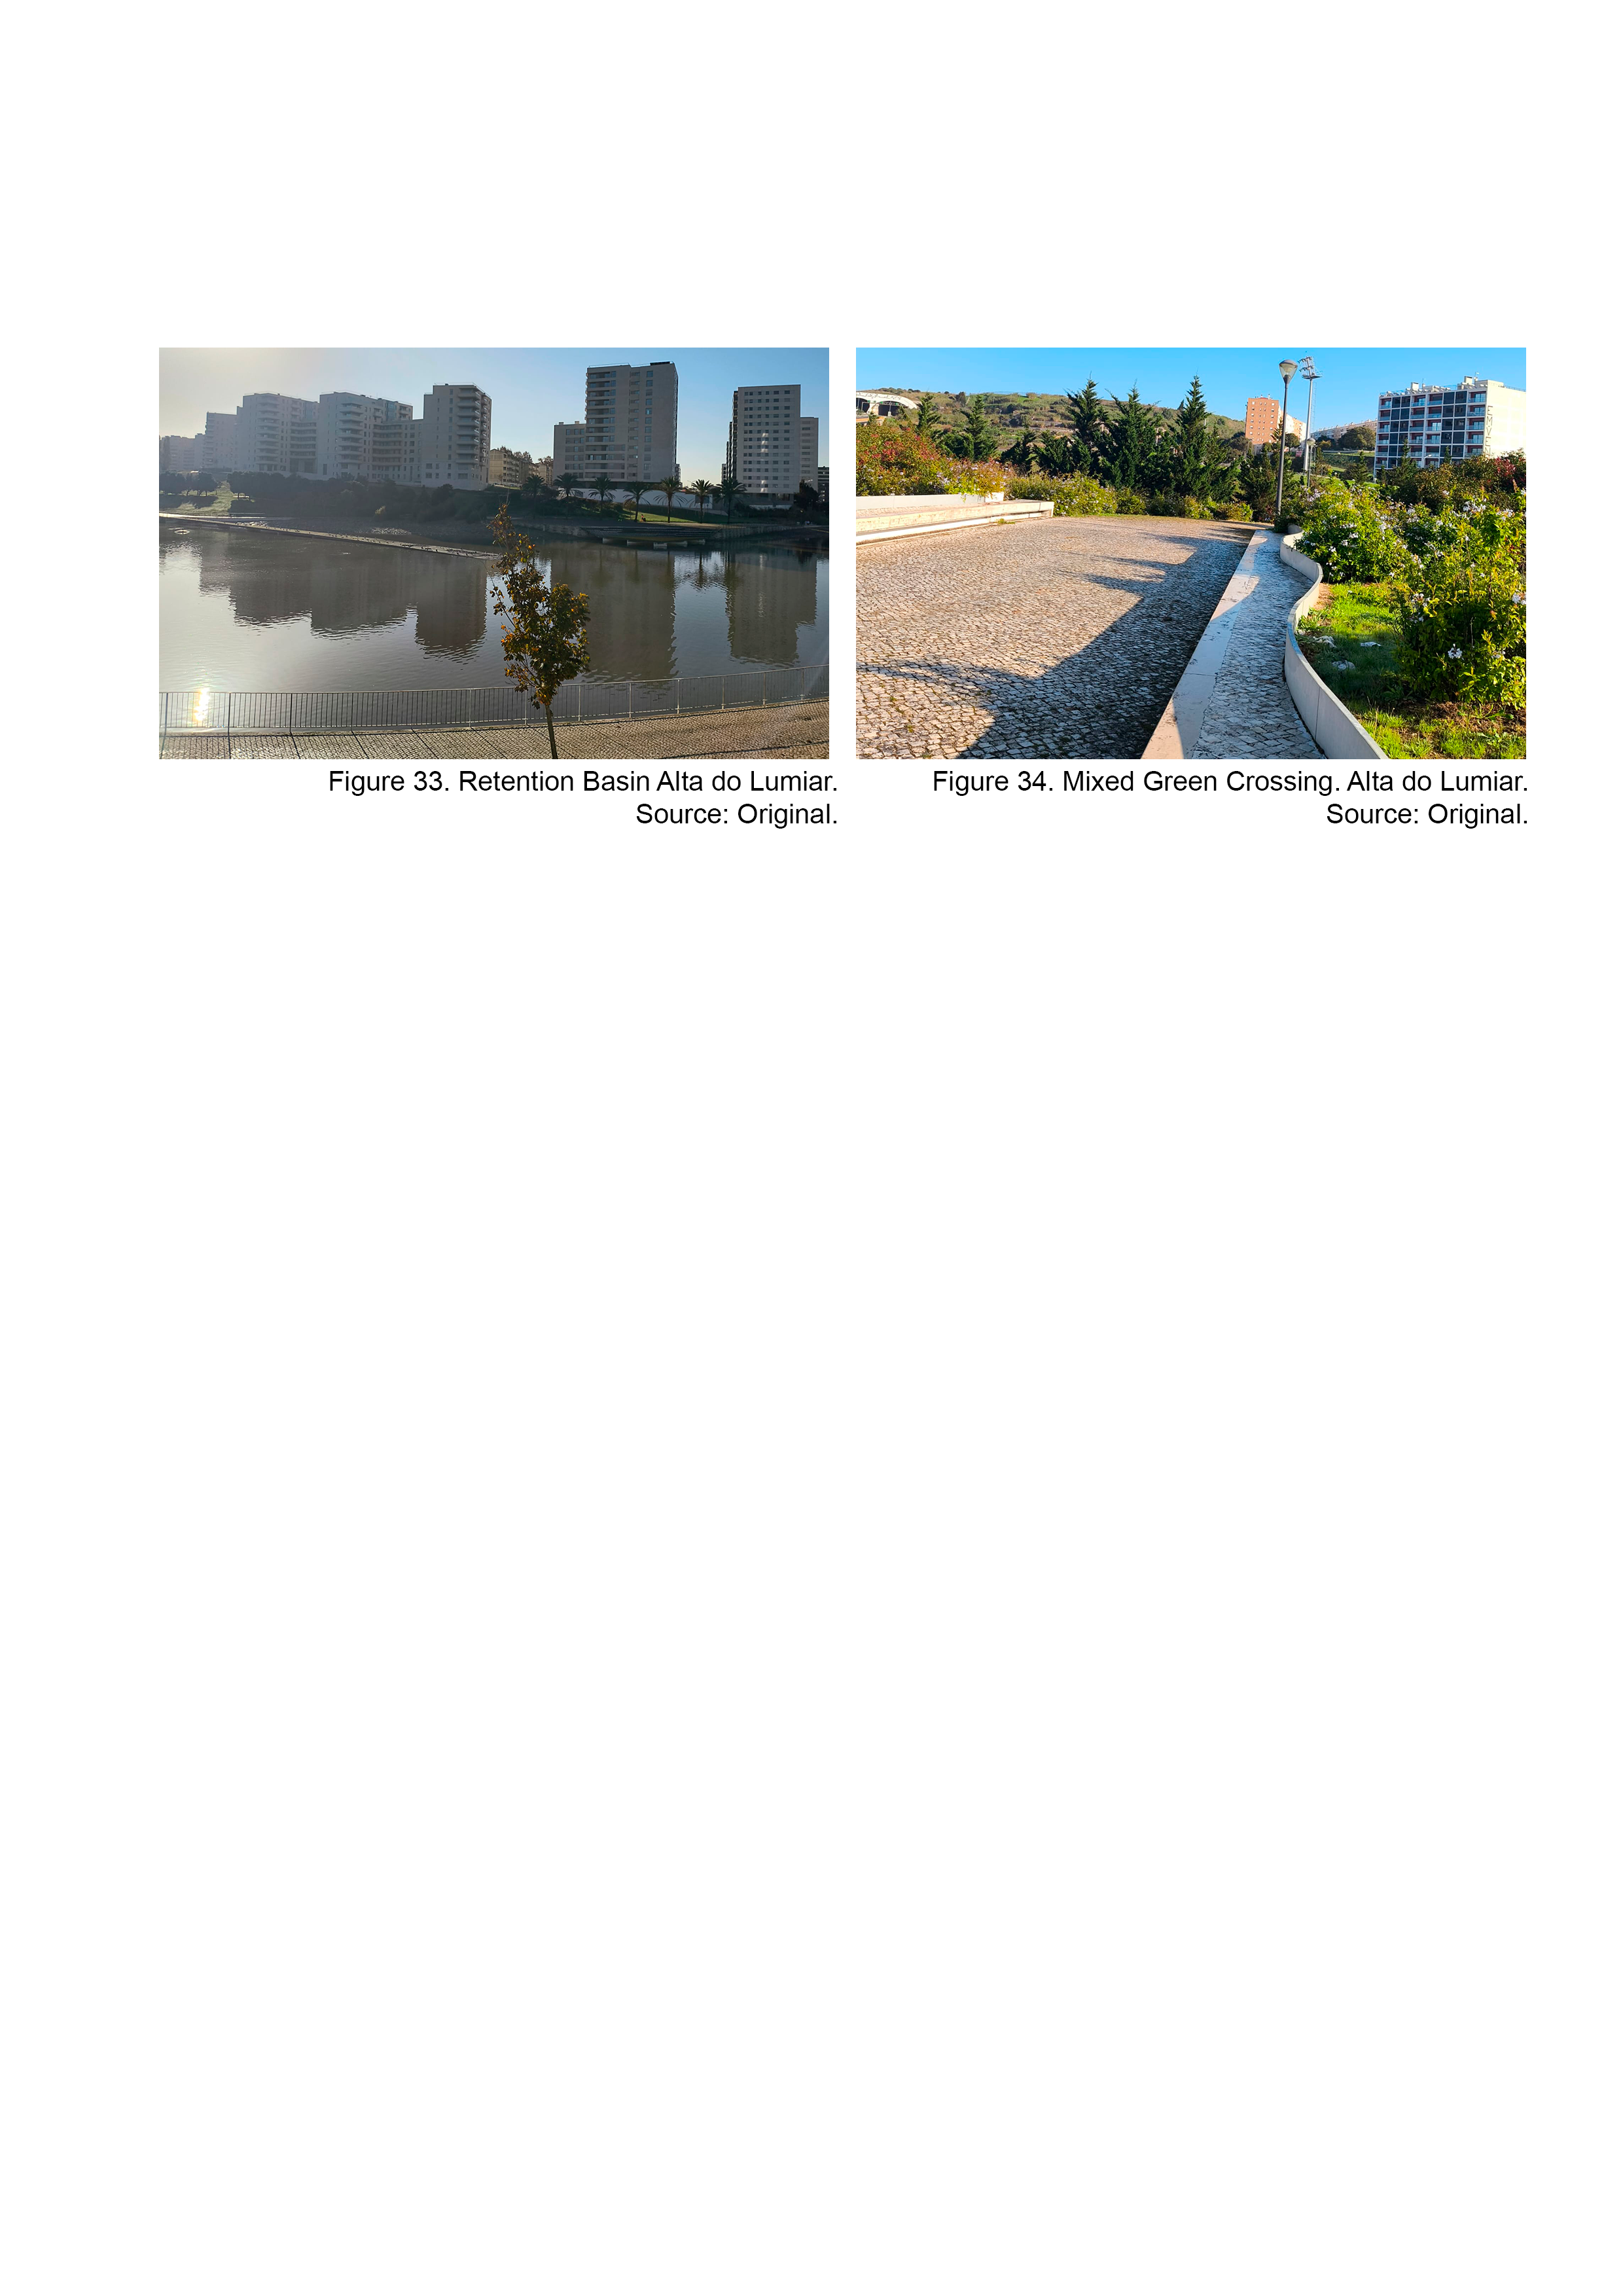 Figure 33. Retention Basin Alta do Lumiar.
Source: Original.
Figure 34. Mixed Green Crossing. Alta do Lumiar.
Source: Original.